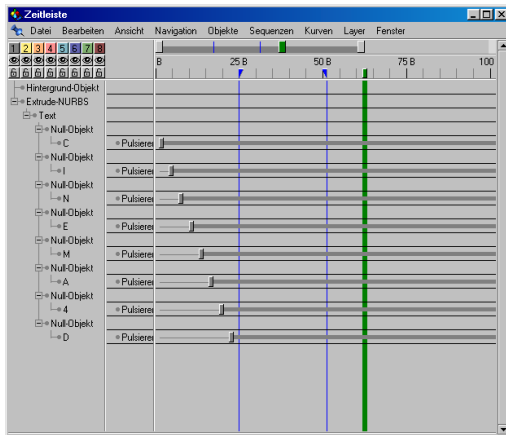 Zeitleiste
Datei Bearbeiten Ansicht Navigation Objekte Sequenzen Kurven Layer Fenster
1 2 3 4 5 6 7 8
B 25 B 50 B 75 B 100
Hintergrund-Objekt
Extrude-NURBS
Text
Null-Objekt
C Pulsieren
Null-Objekt
I Pulsieren
Null-Objekt
N Pulsieren
Null-Objekt
E Pulsieren
Null-Objekt
M Pulsieren
Null-Objekt
A Pulsieren
Null-Objekt
4 Pulsieren
Null-Objekt
D Pulsieren